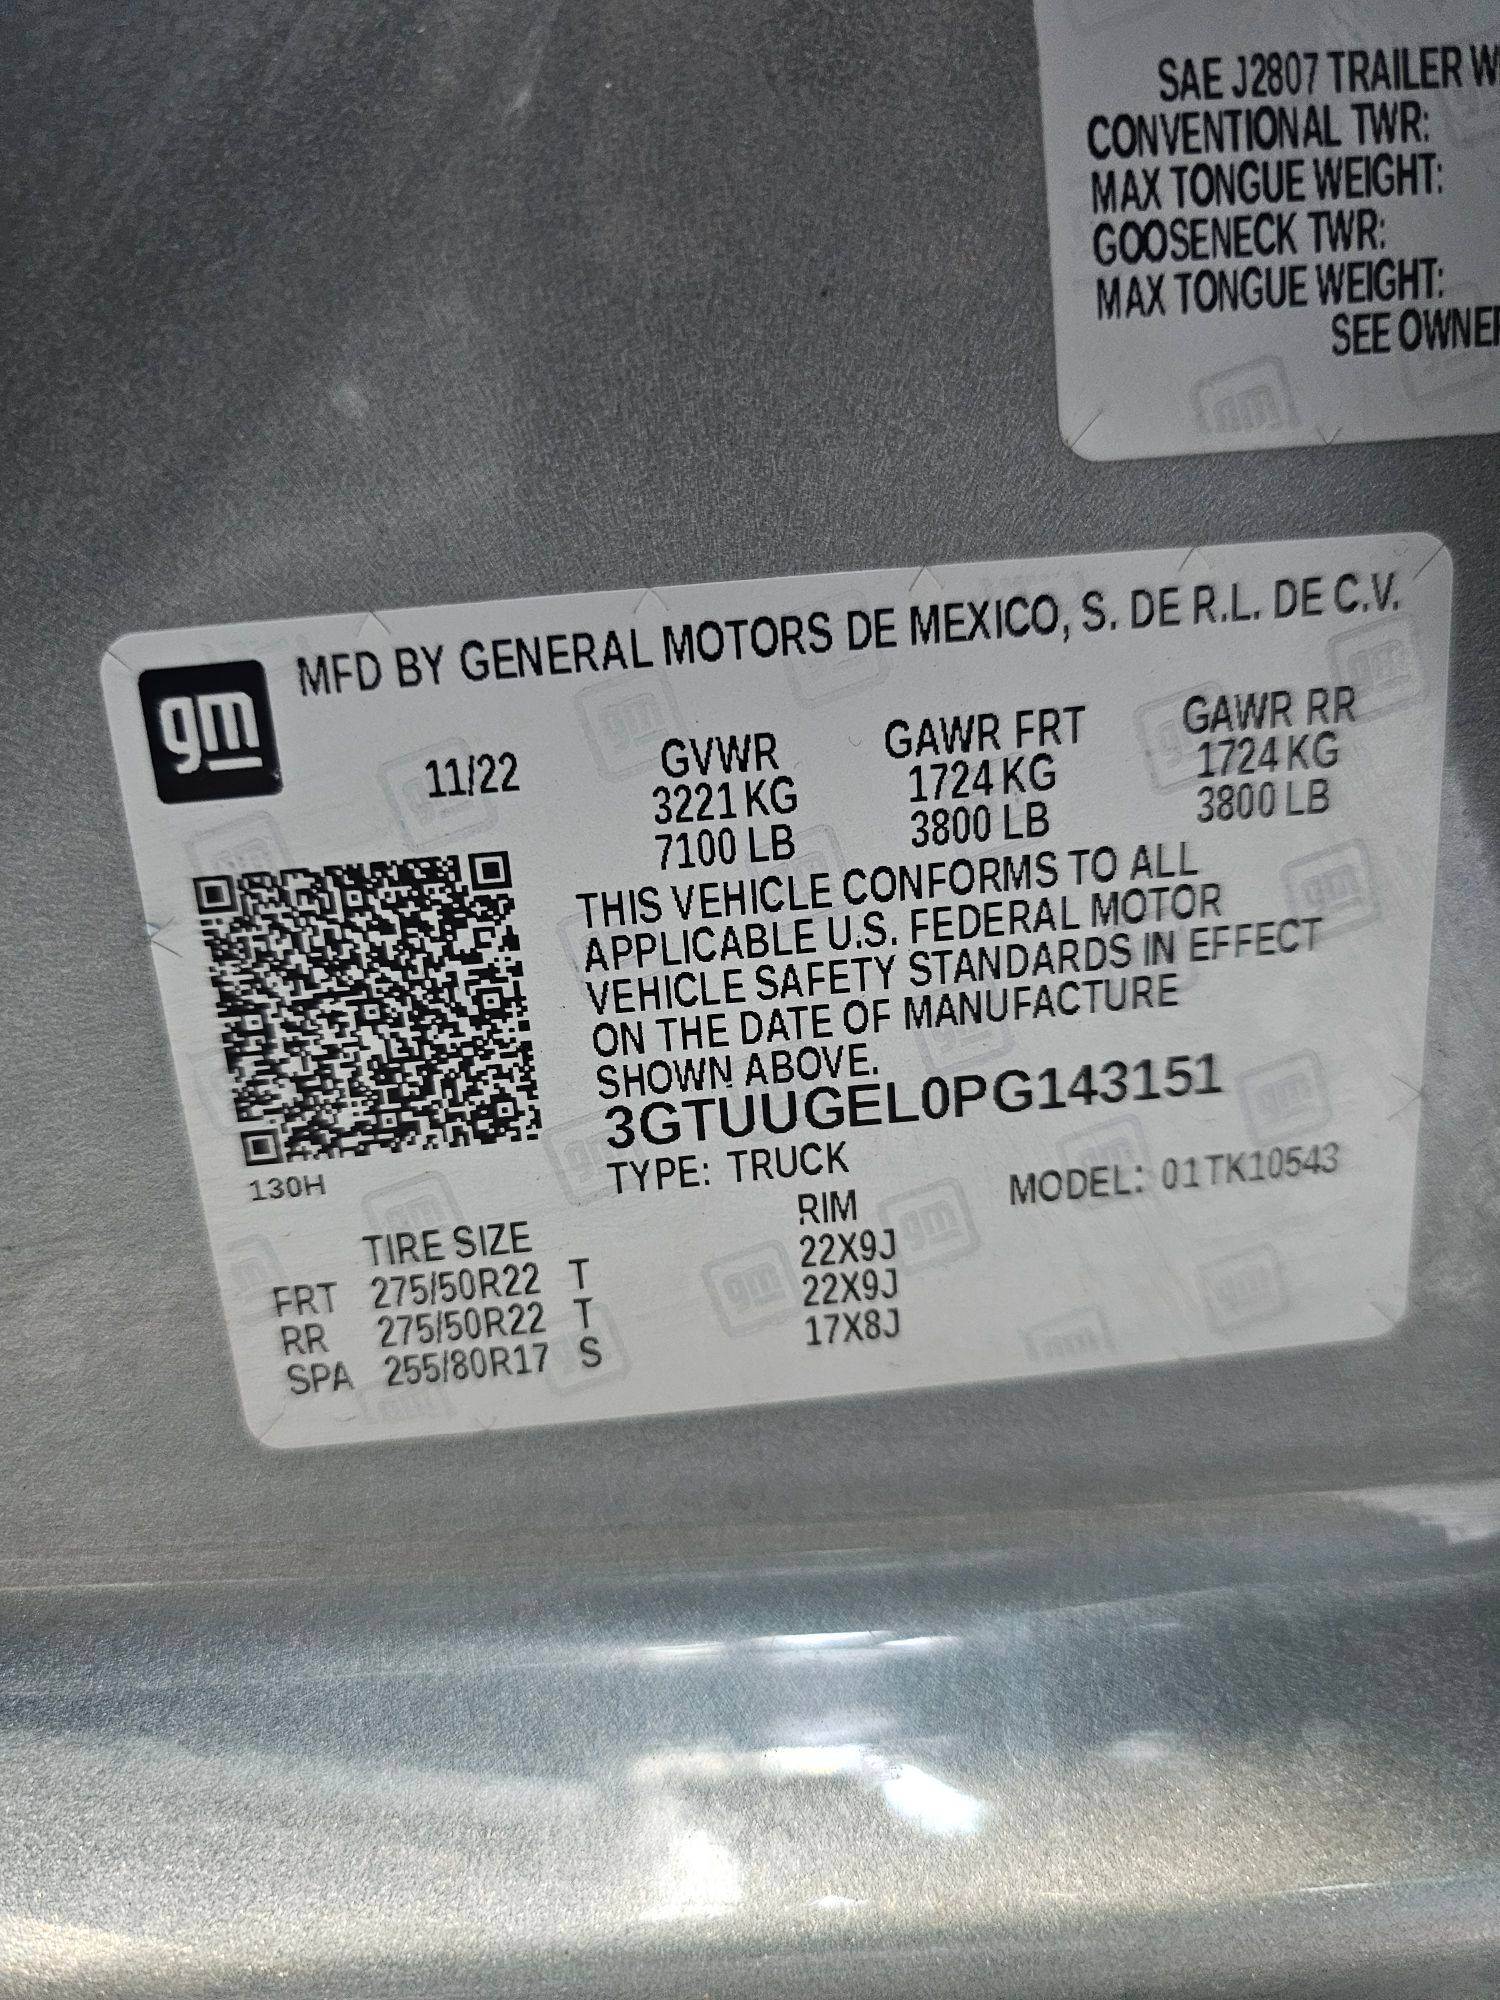 SAE J2807 TRAILER
CONVENTIONAL TWR:
MAX TONGUE WEIGHT:
GOOSENECK TWR:
MAX TONGUE WEIGHT:
SEE
gm
MFD BY GENERAL MOTORS DE MEXICO, S. DE R.L. DE C.V.
11/22 GVWR GAWR FRT GAWR RR
3221 KG 1724 KG 1724 KG
7100 LB 3800 LB 3800 LB
THIS VEHICLE CONFORMS TO ALL
APPLICABLE U.S. FEDERAL MOTOR
VEHICLE SAFETY STANDARDS IN EFFECT
ON THE DATE OF MANUFACTURE
SHOWN ABOVE.
3GTUUGEL0PG143151
TYPE: TRUCK MODEL: 01TK10543
130H
TIRE SIZE RIM
FRT 275/50R22 T 22X9J
RR 275/50R22 T 22X9J
SPA 255/80R17 S 17X8J